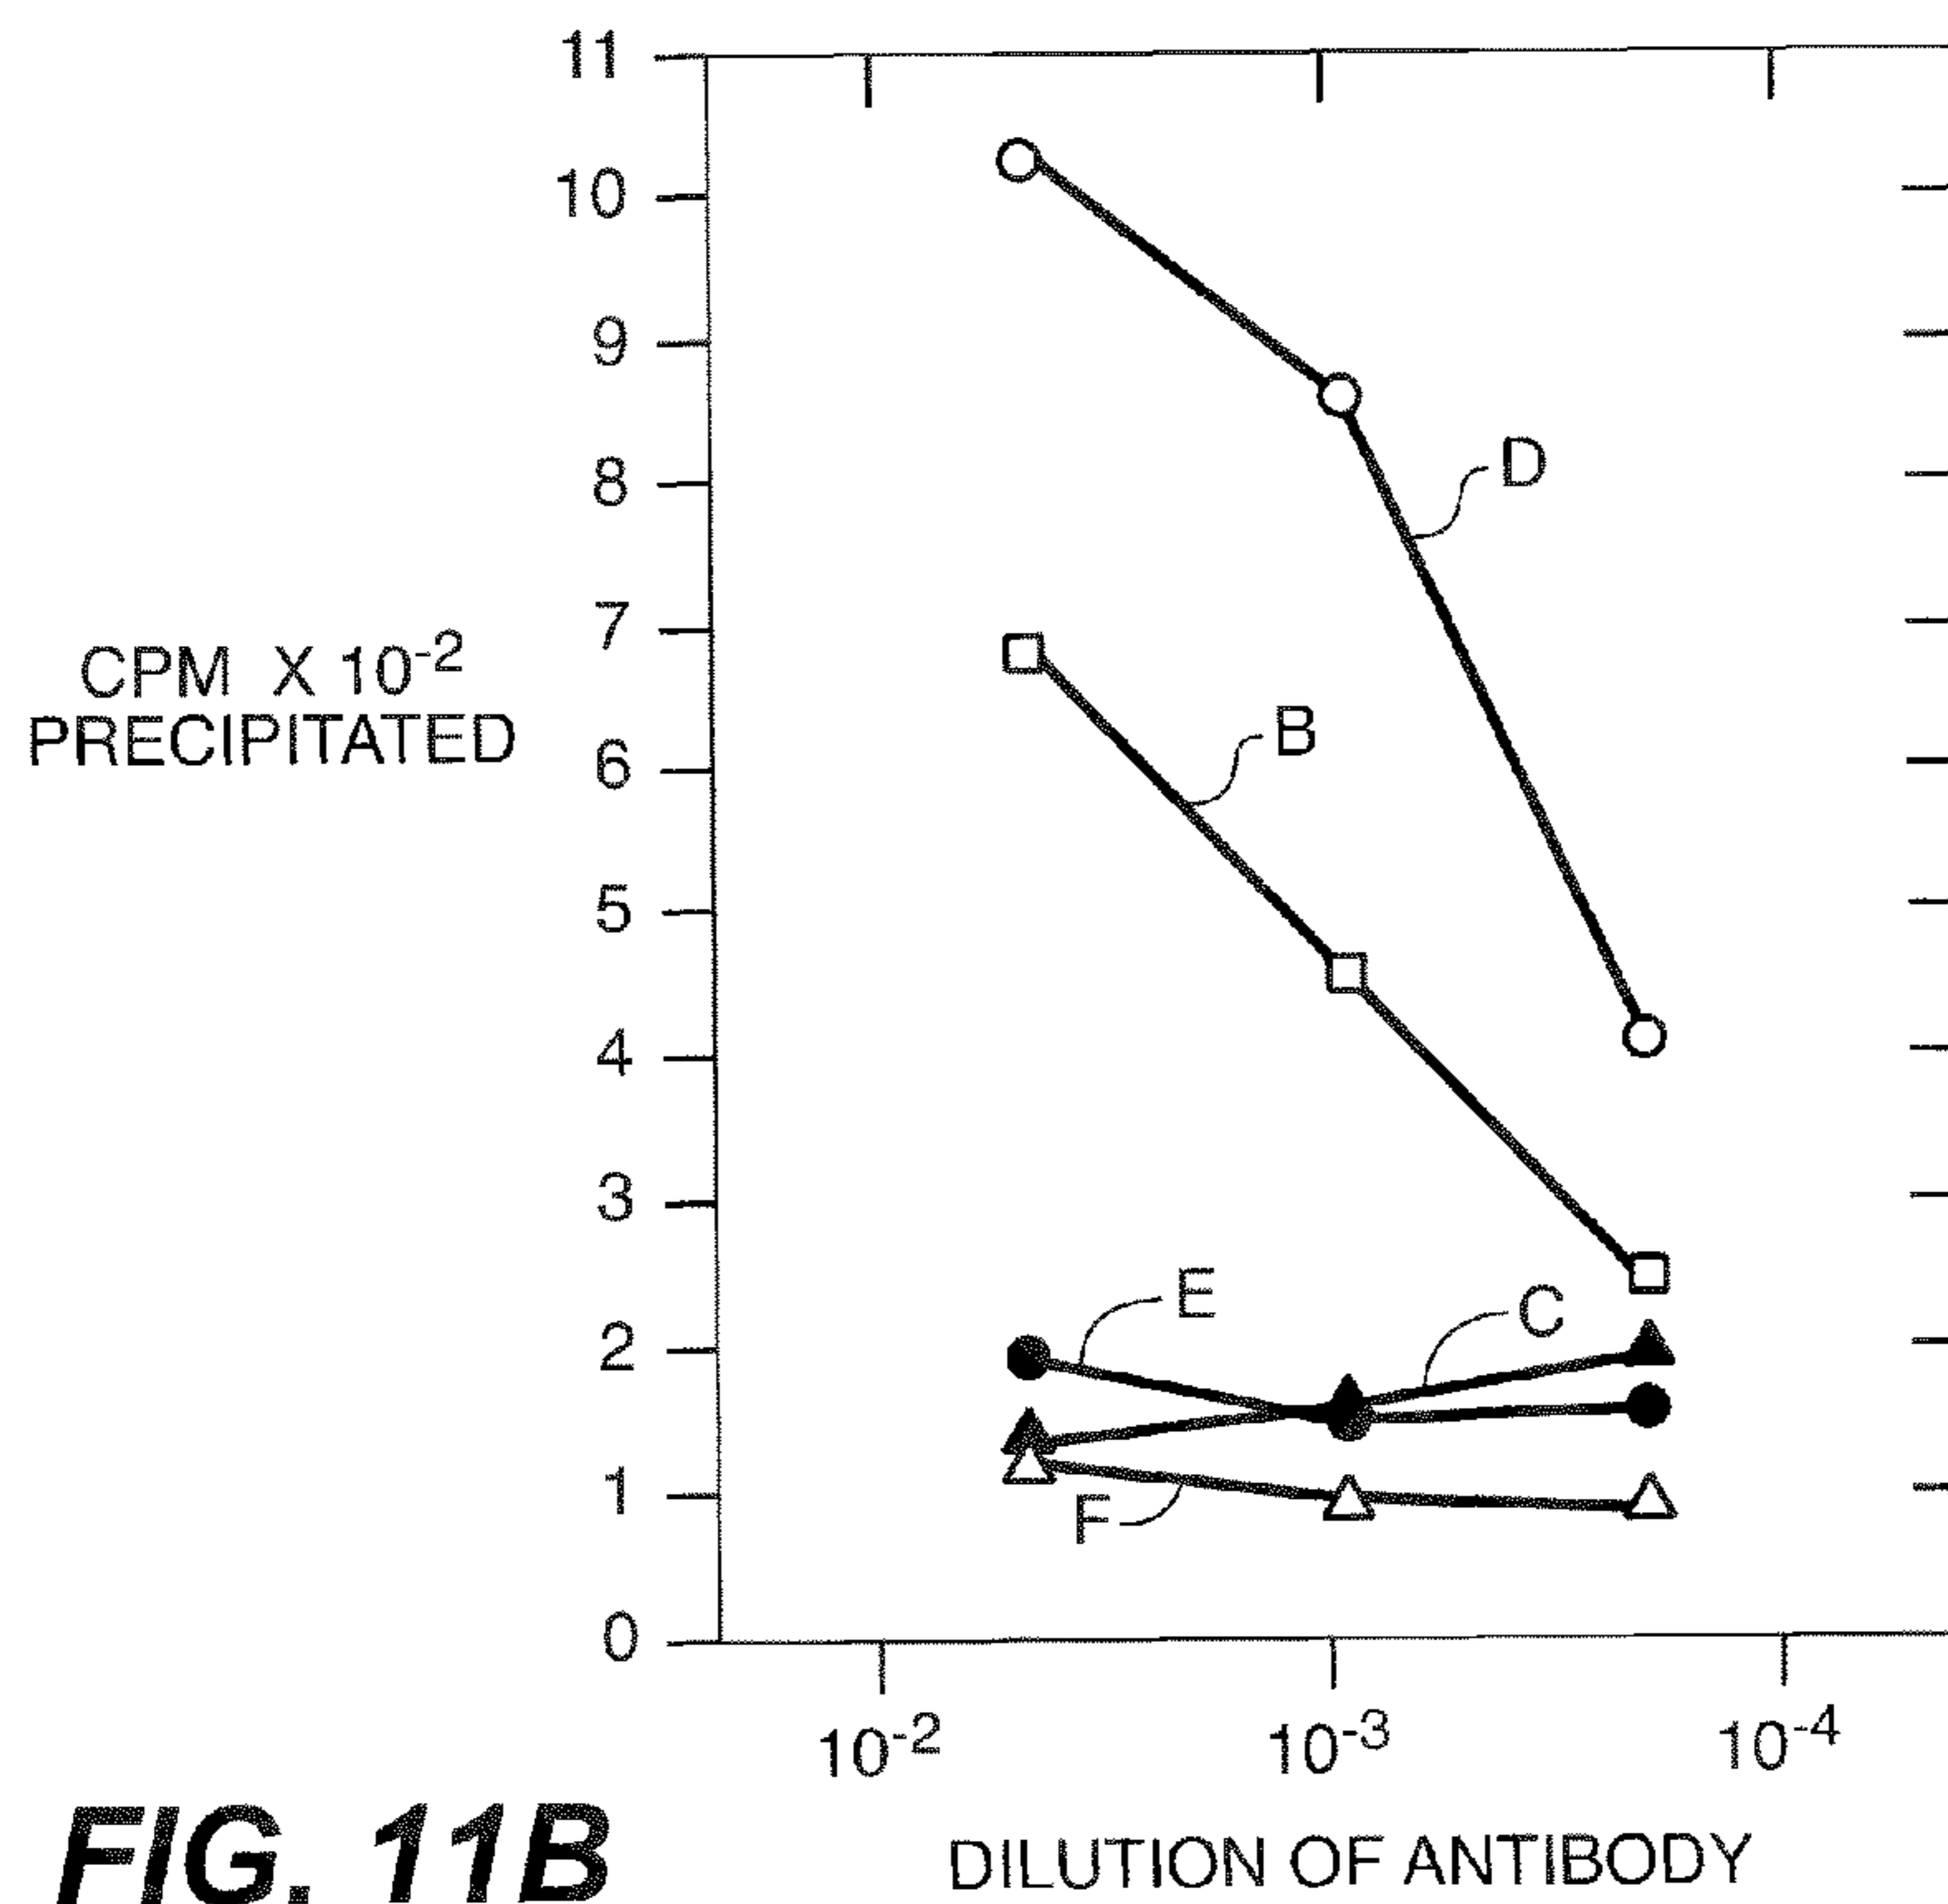 11
10
9
8
7
6
5
4
3
2
1
0
CPM X 10⁻²
PRECIPITATED
D
B
E
C
F
10⁻² 10⁻³ 10⁻⁴
DILUTION OF ANTIBODY
FIG. 11B